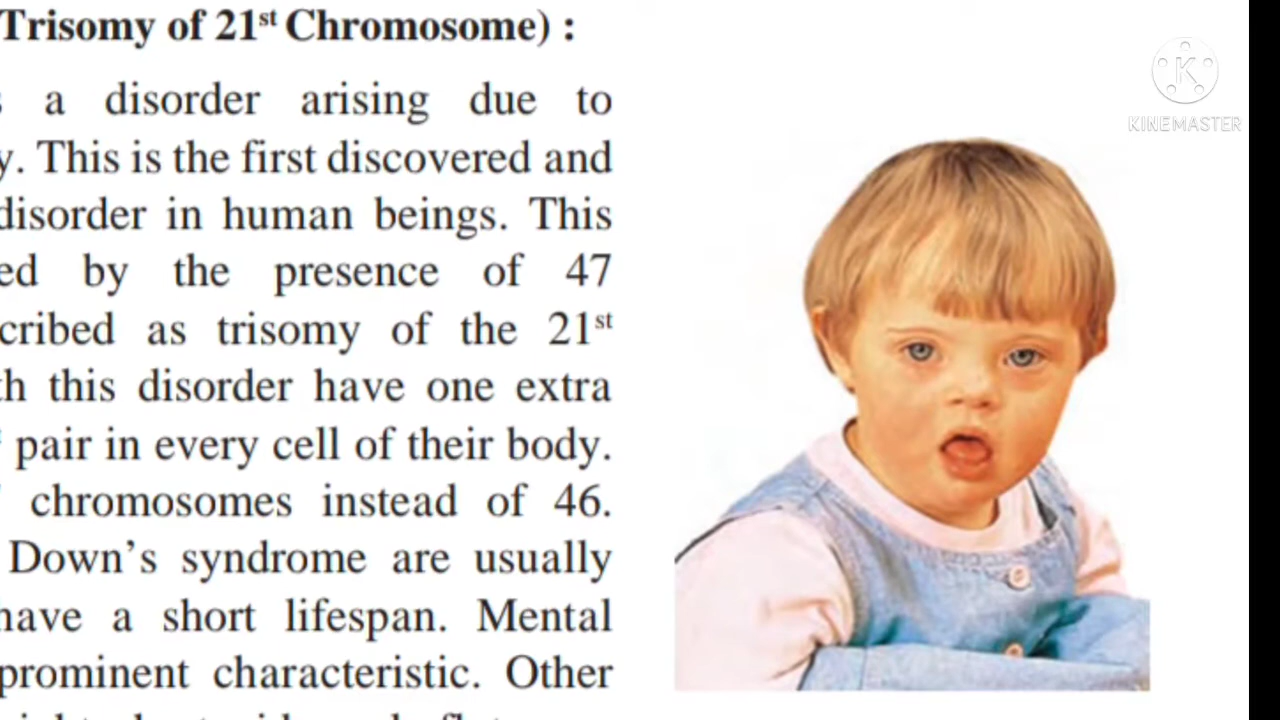 Trisomy of 21st Chromosome) :
a disorder arising due to
y. This is the first discovered and
disorder in human beings. This
ed by the presence of 47
cribed as trisomy of the 21st
th this disorder have one extra
pair in every cell of their body.
chromosomes instead of 46.
Down's syndrome are usually
have a short lifespan. Mental
prominent characteristic. Other
K
KINEMASTER